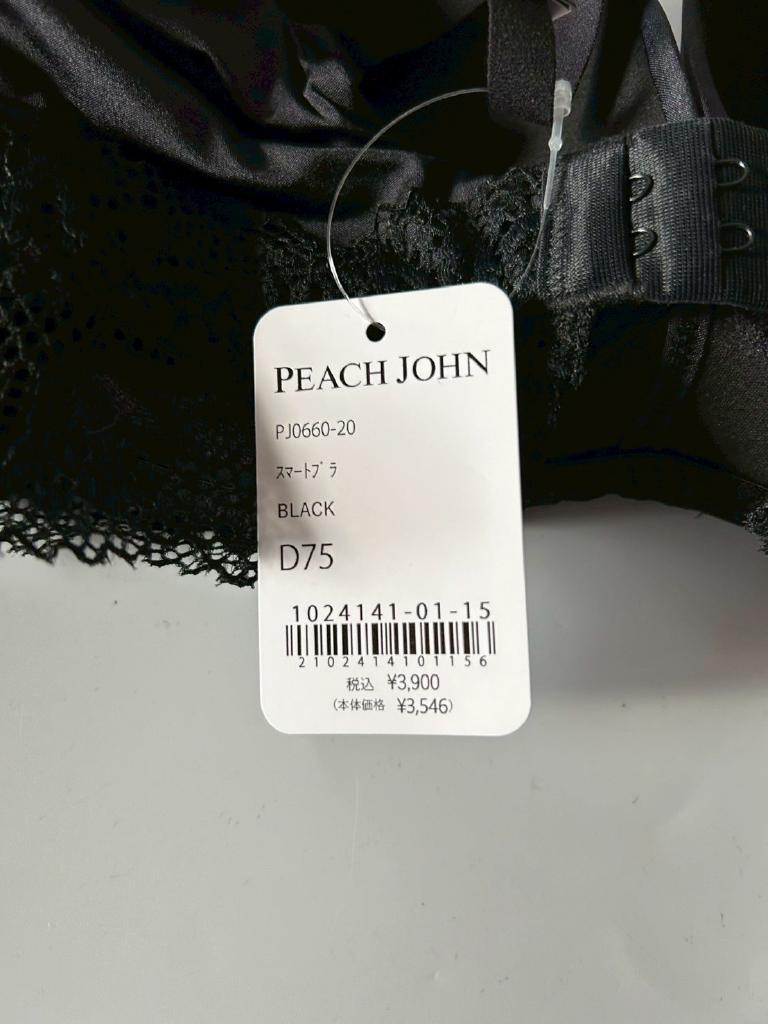 PEACH JOHN
PJ0660-20
ｽﾏｰﾄﾌﾞﾗ
BLACK
D75
1024141-01-15
2102414101156
税込 ¥3,900
(本体価格 ¥3,546)